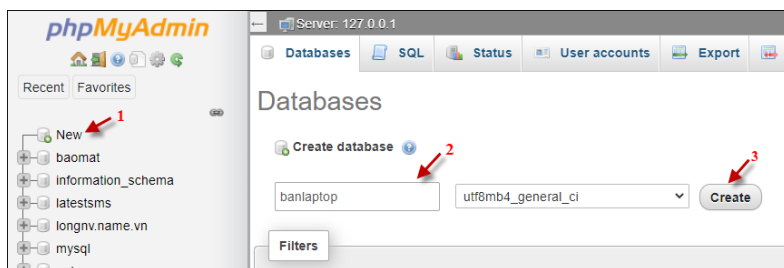 phpMyAdmin
Recent Favorites
New
baomat
information_schema
latestsms
longnv.name.vn
mysql
Server: 127.0.0.1
Databases SQL Status User accounts Export
Databases
Create database
banlaptop utf8mb4_general_ci Create
Filters
1
2
3